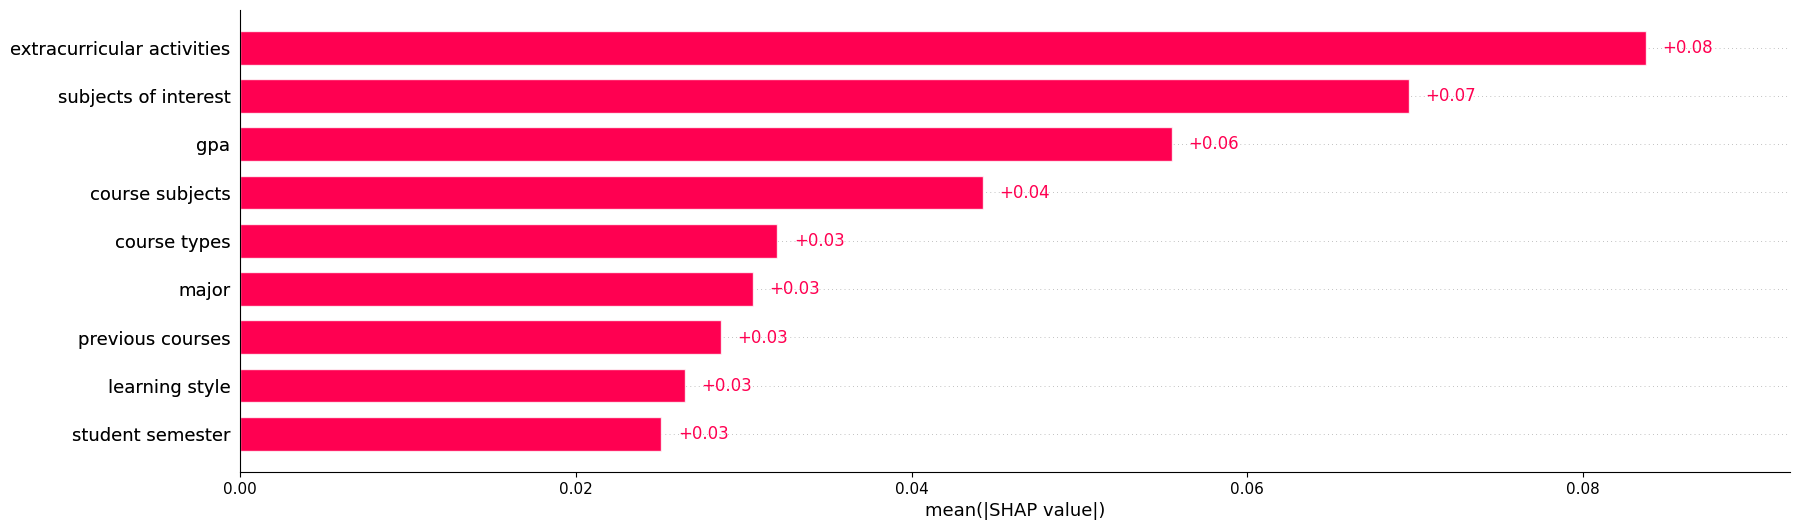 extracurricular activities +0.08
subjects of interest +0.07
gpa +0.06
course subjects +0.04
course types +0.03
major +0.03
previous courses +0.03
learning style +0.03
student semester +0.03
0.00 0.02 0.04 0.06 0.08
mean(|SHAP value|)